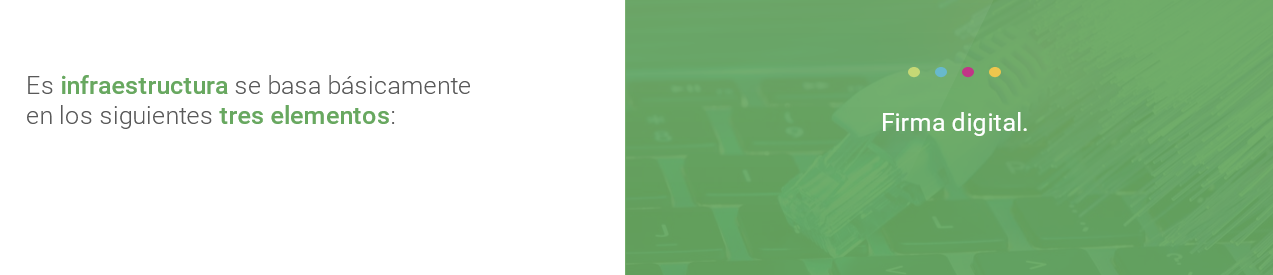 Es infraestructura se basa básicamente
en los siguientes tres elementos:
Firma digital.